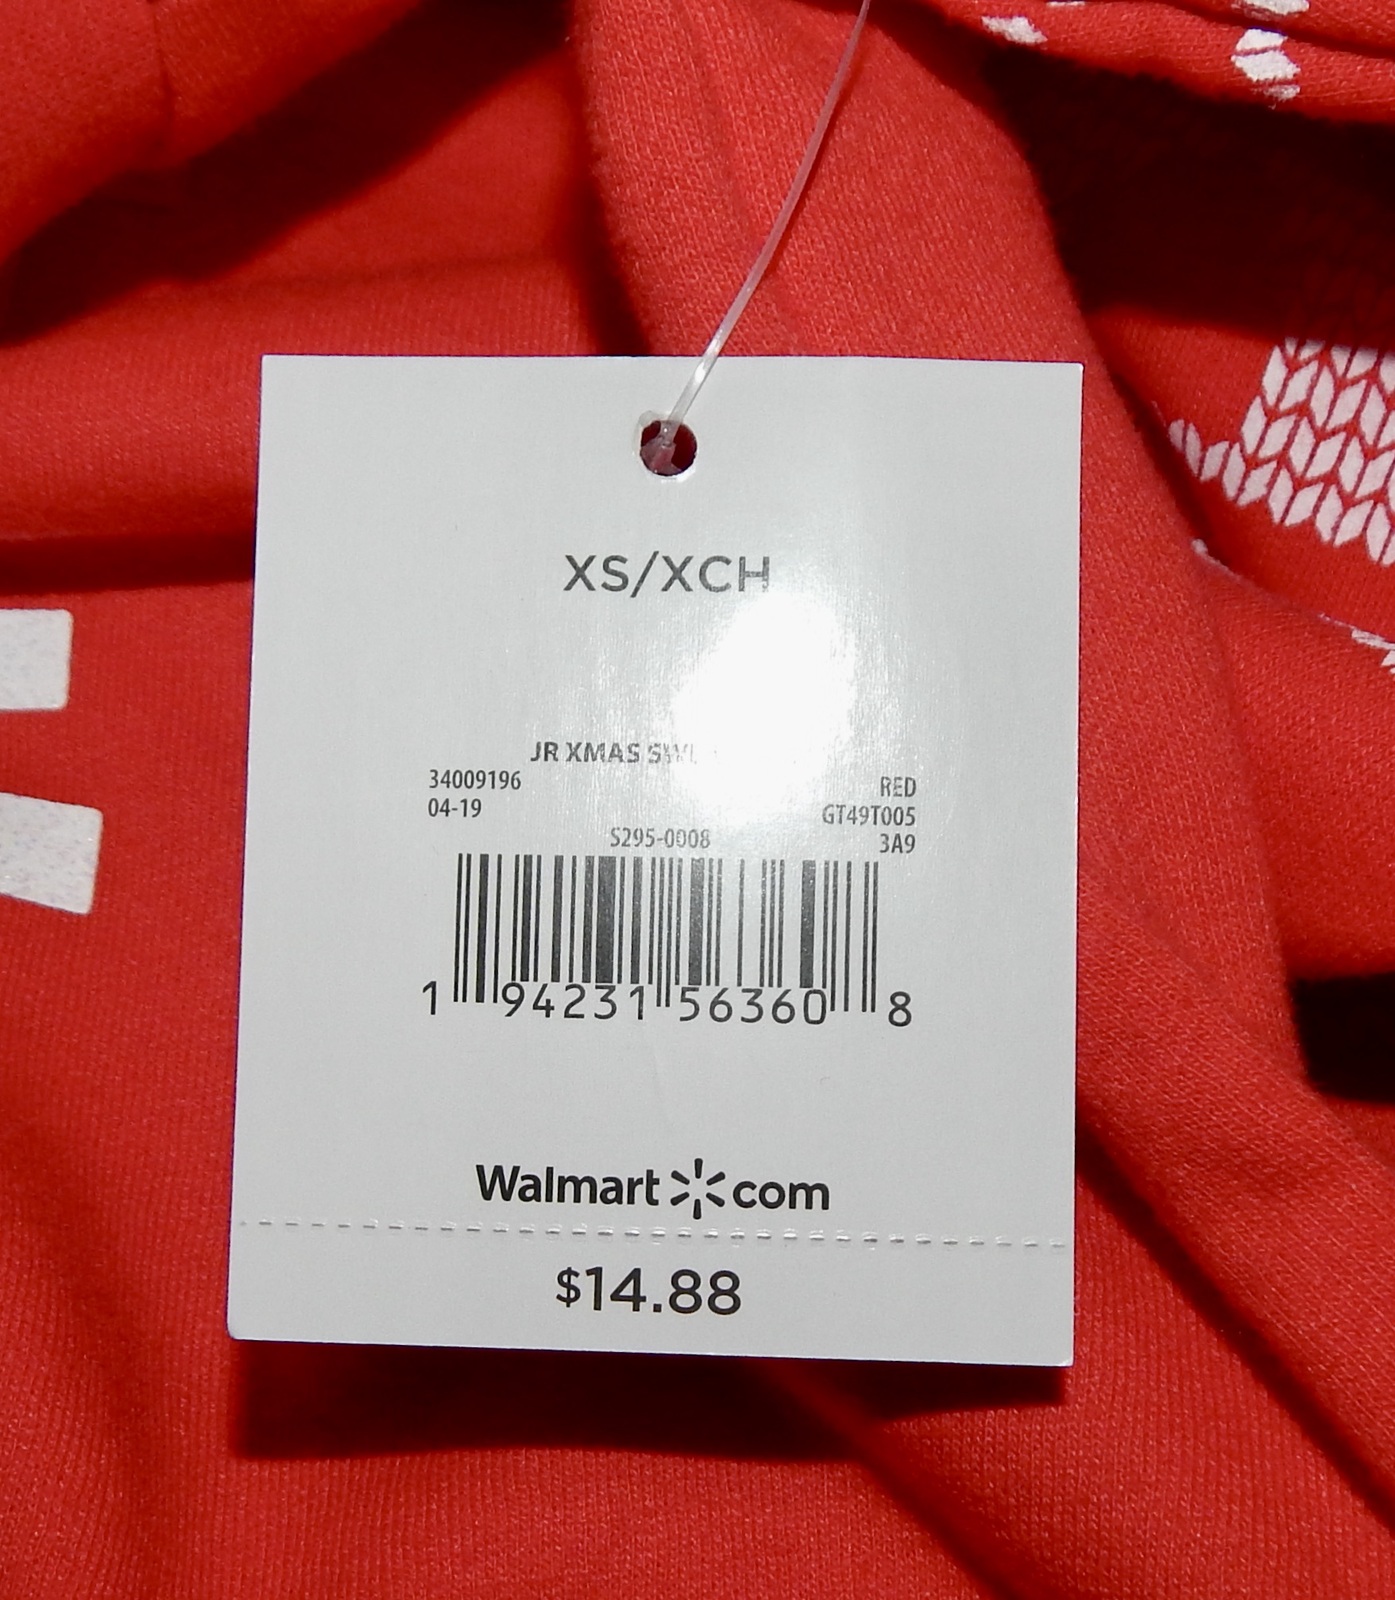 XS/XCH
JR XMAS
34009196
RED
04-19
GT49T005
S295-0008
3A9
1 94231 56360 8
Walmart com
$14.88